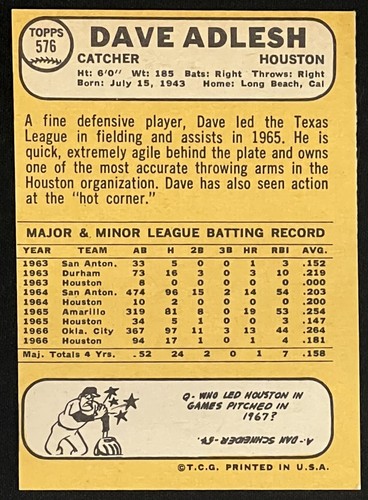 TOPPS
576
DAVE ADLESH
CATCHER HOUSTON
Ht: 6'0" Wt: 185 Bats: Right Throws: Right
Born: July 15, 1943 Home: Long Beach, Cal
A fine defensive player, Dave led the Texas
League in fielding and assists in 1965. He is
quick, extremely agile behind the plate and owns
one of the most accurate throwing arms in the
Houston organization. Dave has also seen action
at the "hot corner."
MAJOR & MINOR LEAGUE BATTING RECORD
YEAR TEAM AB H 2B 3B HR RBI AVG.
1963 San Anton. 33 5 0 0 1 3 .152
1963 Durham 73 16 3 0 3 10 .219
1963 Houston 8 0 0 0 0 0 .000
1964 San Anton. 474 96 15 2 14 54 .203
1964 Houston 10 2 0 0 0 0 .200
1965 Amarillo 319 81 8 0 19 53 .254
1965 Houston 34 5 1 0 0 3 .147
1966 Okla. City 367 97 11 3 13 44 .264
1966 Houston 94 17 1 0 6 4 .181
Maj. Totals 4 Yrs. 52 24 2 0 1 7 .158
Q- WHO LED HOUSTON IN
GAMES PITCHED IN
1967?
A- DAN SCHNEIDER-54.
©T.C.G. PRINTED IN U.S.A.